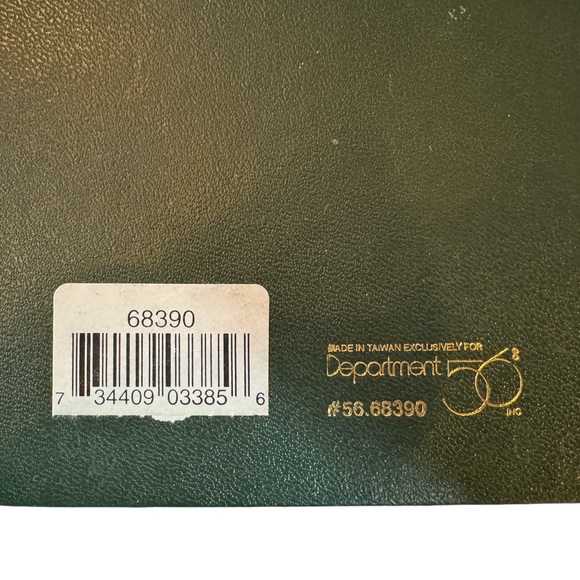 68390
7 34409 03385 6
MADE IN TAIWAN EXCLUSIVELY FOR
Department 56®
INC
#56.68390